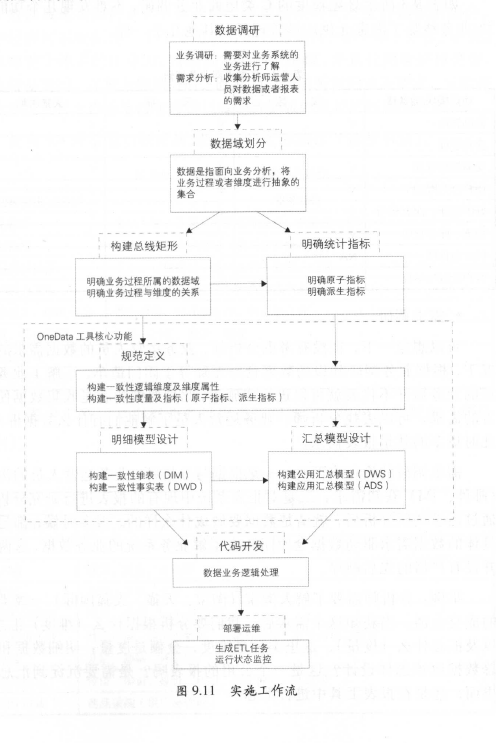 数据调研
业务调研：需要对业务系统的
业务进行了解
需求分析：收集分析师运营人
员对数据或者报表
的需求
数据域划分
数据是指面向业务分析，将
业务过程或者维度进行抽象的
集合
构建总线矩形
明确业务过程所属的数据域
明确业务过程与维度的关系
明确统计指标
明确原子指标
明确派生指标
OneData 工具核心功能
规范定义
构建一致性逻辑维度及维度属性
构建一致性度量及指标（原子指标、派生指标）
明细模型设计
构建一致性维表（DIM）
构建一致性事实表（DWD）
汇总模型设计
构建公用汇总模型（DWS）
构建应用汇总模型（ADS）
代码开发
数据业务逻辑处理
部署运维
生成ETL任务
运行状态监控
图 9.11 实施工作流